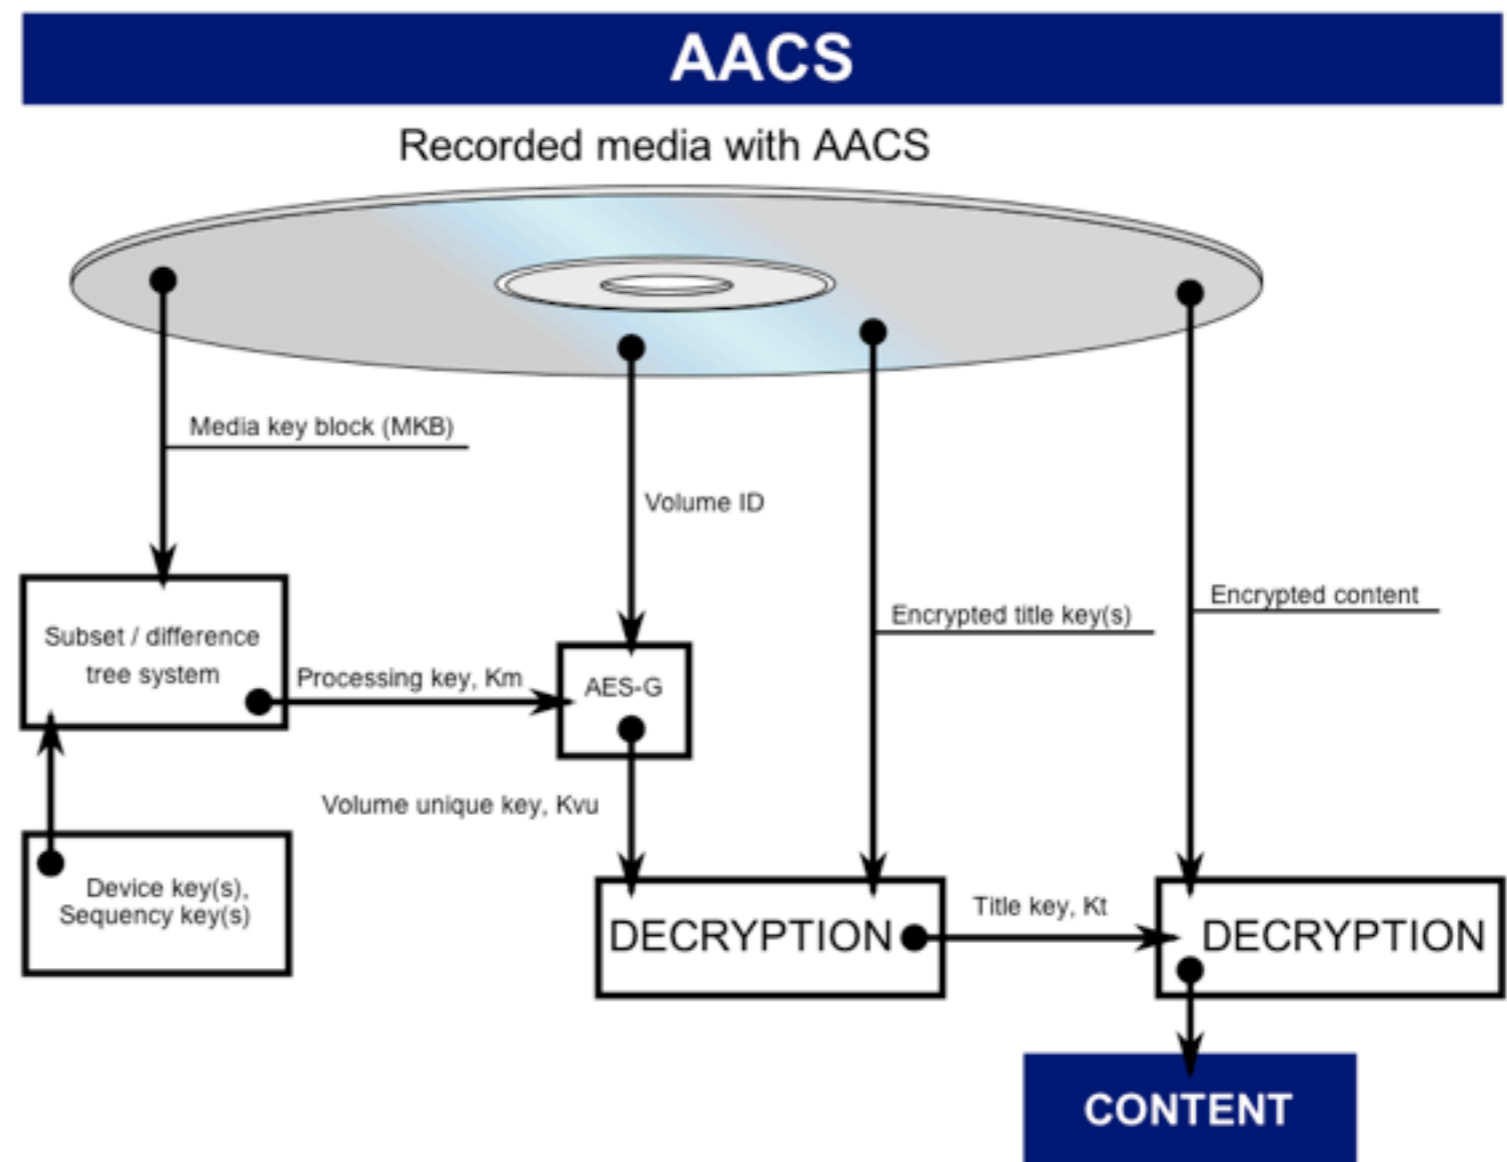 AACS
Recorded media with AACS
Media key block (MKB)
Volume ID
Encrypted title key(s)
Encrypted content
Subset / difference
tree system
Processing key, Km
AES-G
Volume unique key, Kvu
Device key(s),
Sequency key(s)
DECRYPTION
Title key, Kt
DECRYPTION
CONTENT